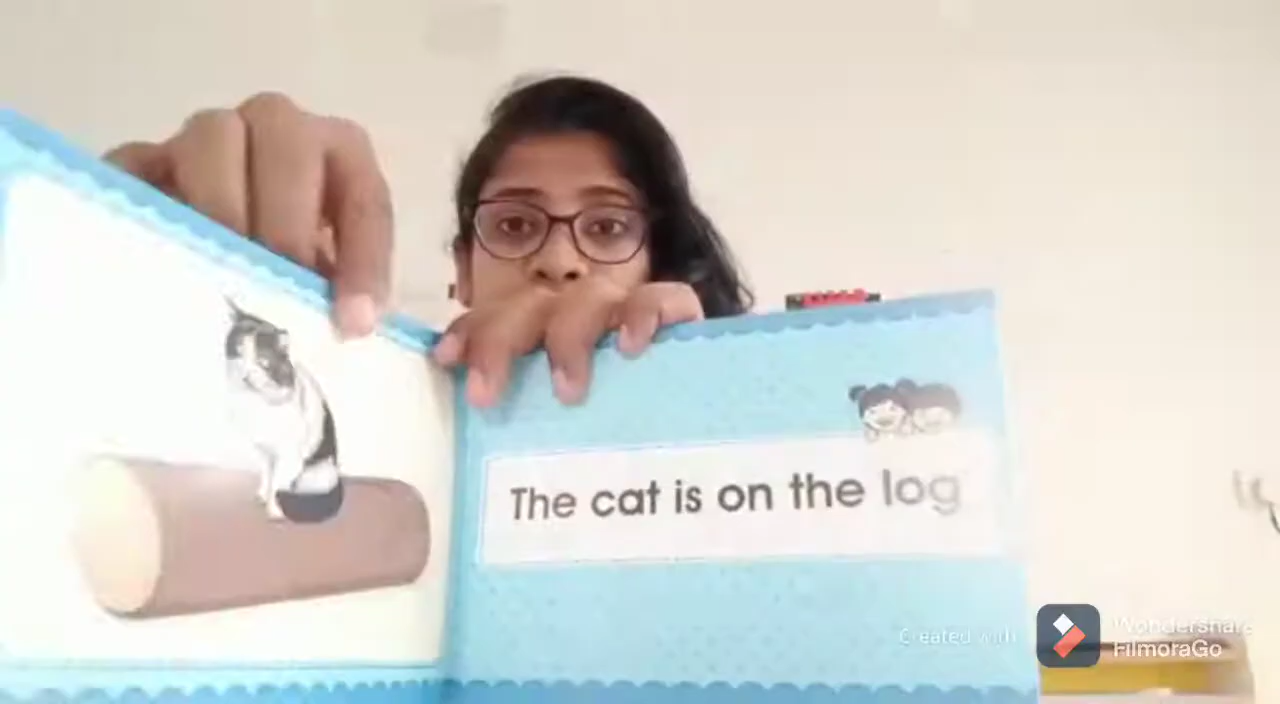 The cat is on the log
Created with
Wondershare
FilmoraGo